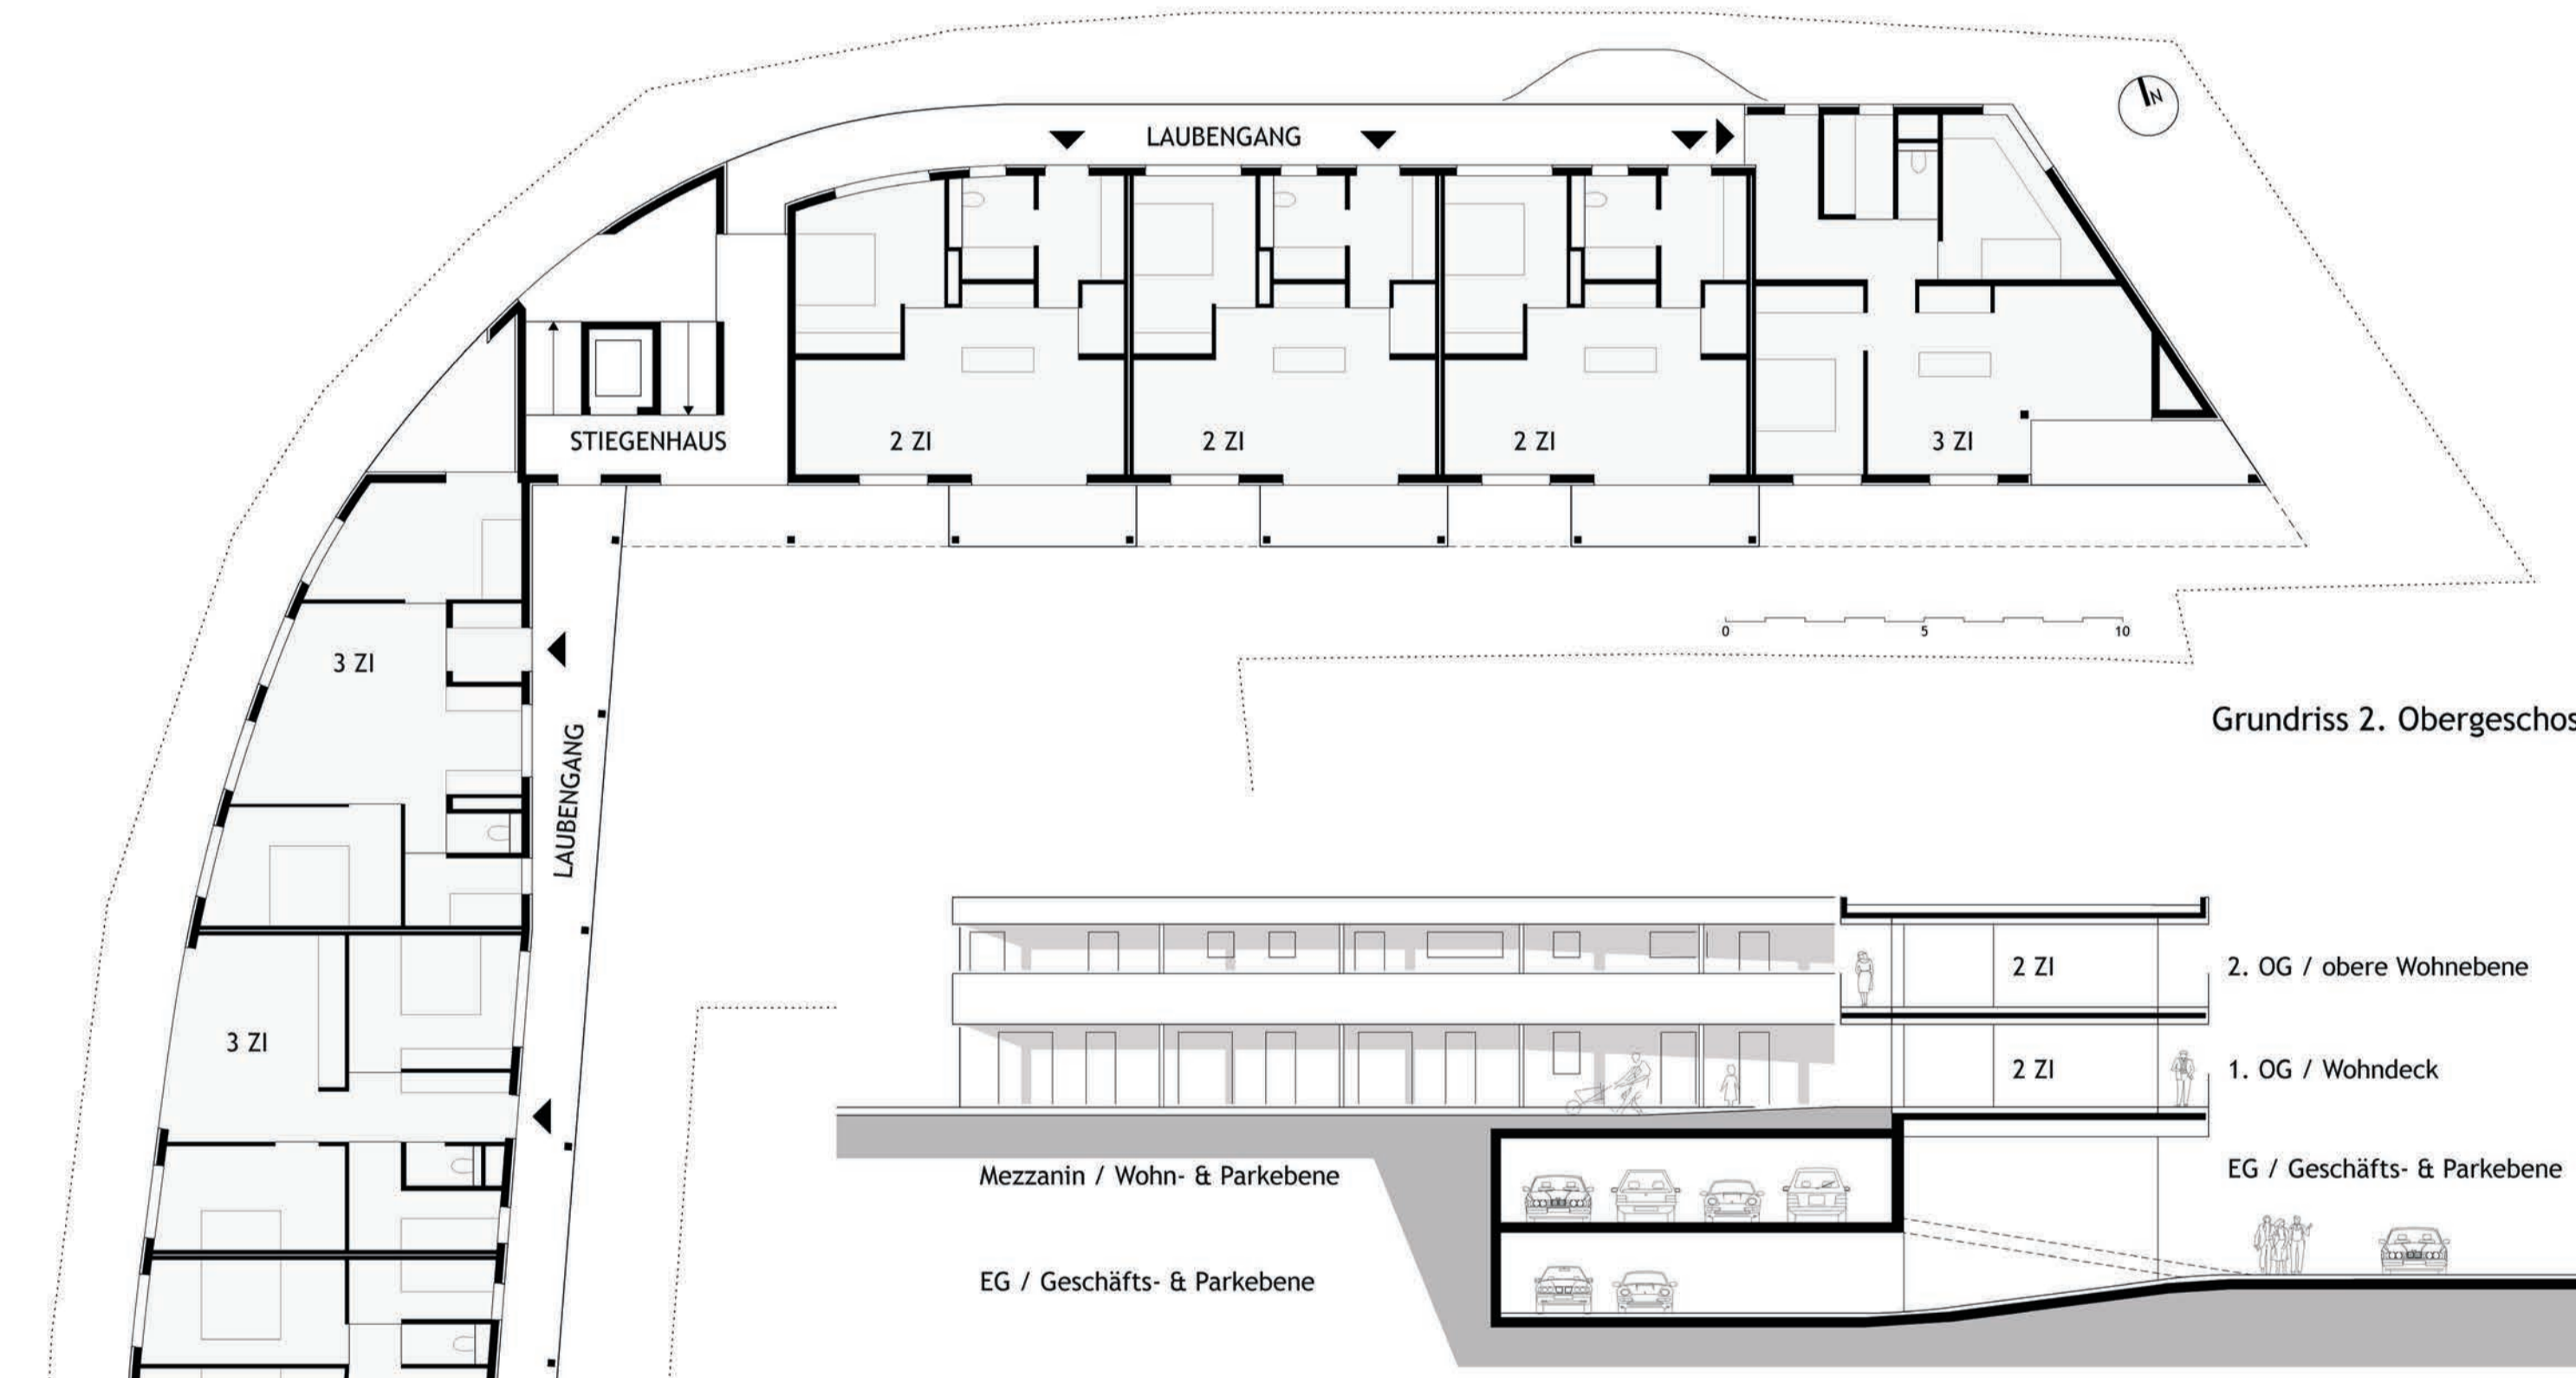 N
LAUBENGANG
STIEGENHAUS
2 ZI
2 ZI
2 ZI
3 ZI
0 5 10
3 ZI
LAUBENGANG
Grundriss 2. Obergeschos
3 ZI
2 ZI
2. OG / obere Wohnebene
2 ZI
1. OG / Wohndeck
Mezzanin / Wohn- & Parkebene
EG / Geschäfts- & Parkebene
EG / Geschäfts- & Parkebene